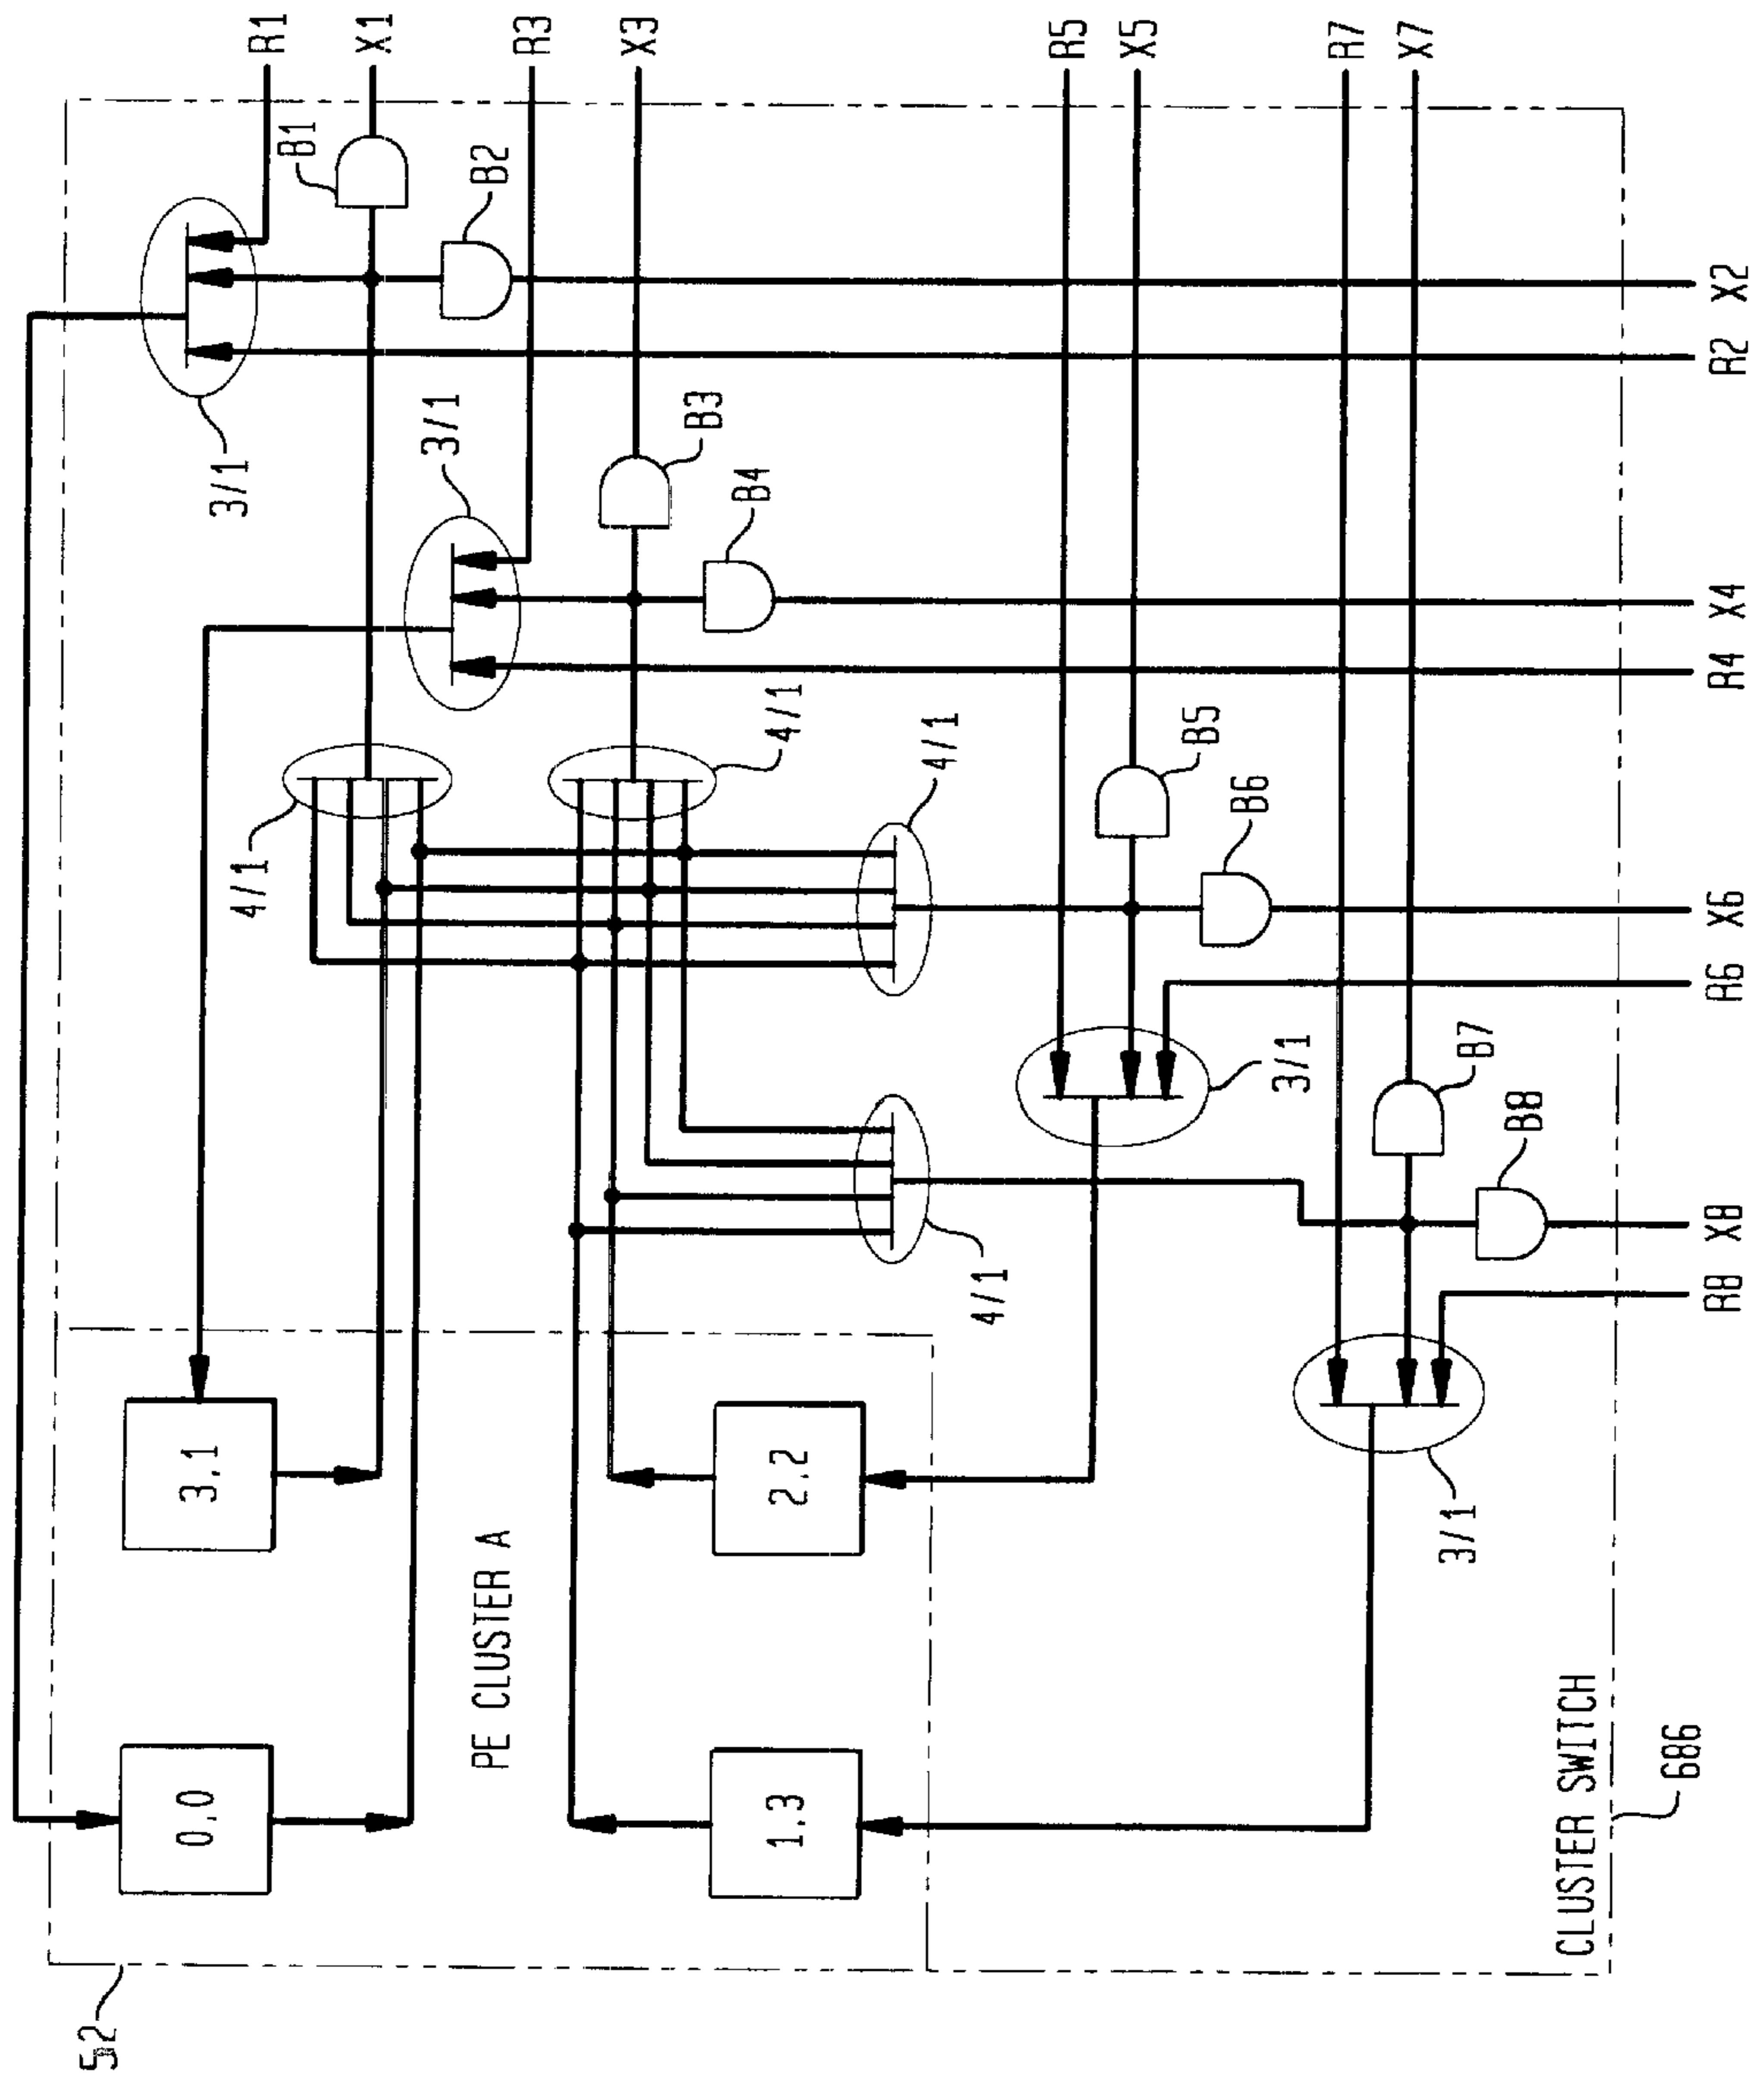 R1
X1
R3
X3
R5
X5
R7
X7
B1
B2
3/1
X2
R2
3/1
B3
B4
X4
R4
4/1
4/1
4/1
B5
B6
X6
R6
3/1
B7
B8
4/1
X8
R8
3,1
2,2
3/1
PE CLUSTER A
0,0
1,3
CLUSTER SWITCH
686
52